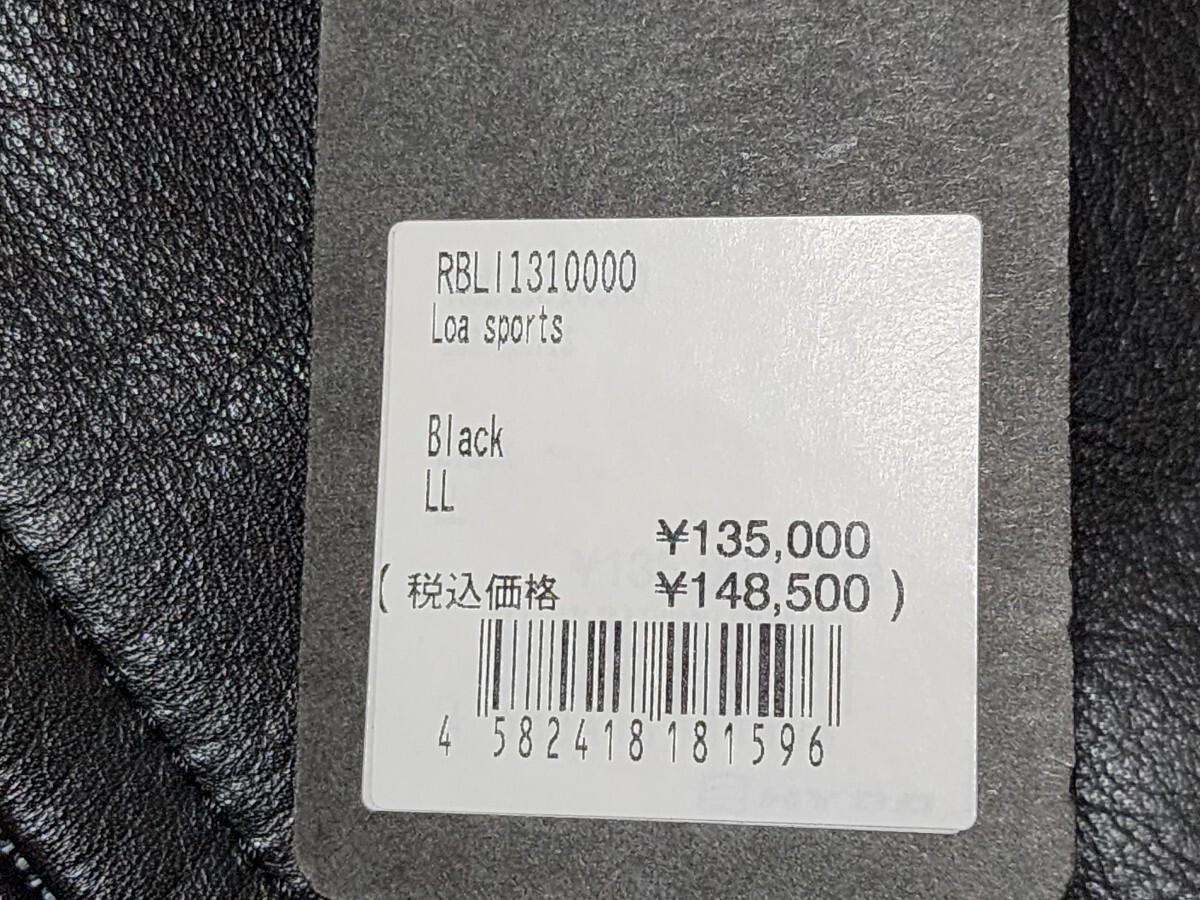 RBLI1310000
Loa sports
Black
LL
¥135,000
( 税込価格 ¥148,500 )
4 582418 181596